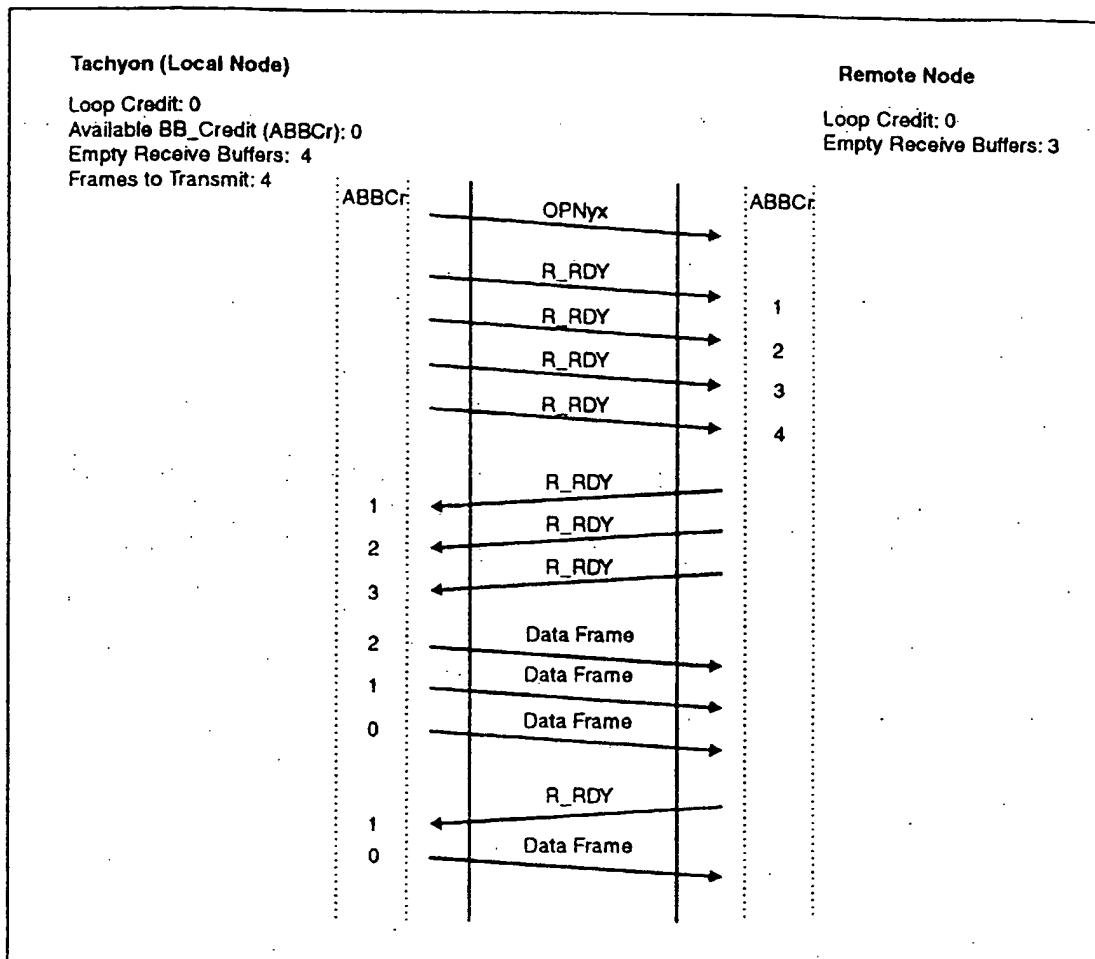 Tachyon (Local Node)
Loop Credit: 0
Available BB_Credit (ABBCr): 0
Empty Receive Buffers: 4
Frames to Transmit: 4
Remote Node
Loop Credit: 0
Empty Receive Buffers: 3
ABBCr
ABBCr
OPNyx
R_RDY
1
R_RDY
2
R_RDY
3
R_RDY
4
R_RDY
1
R_RDY
2
R_RDY
3
Data Frame
2
Data Frame
1
Data Frame
0
R_RDY
1
Data Frame
0